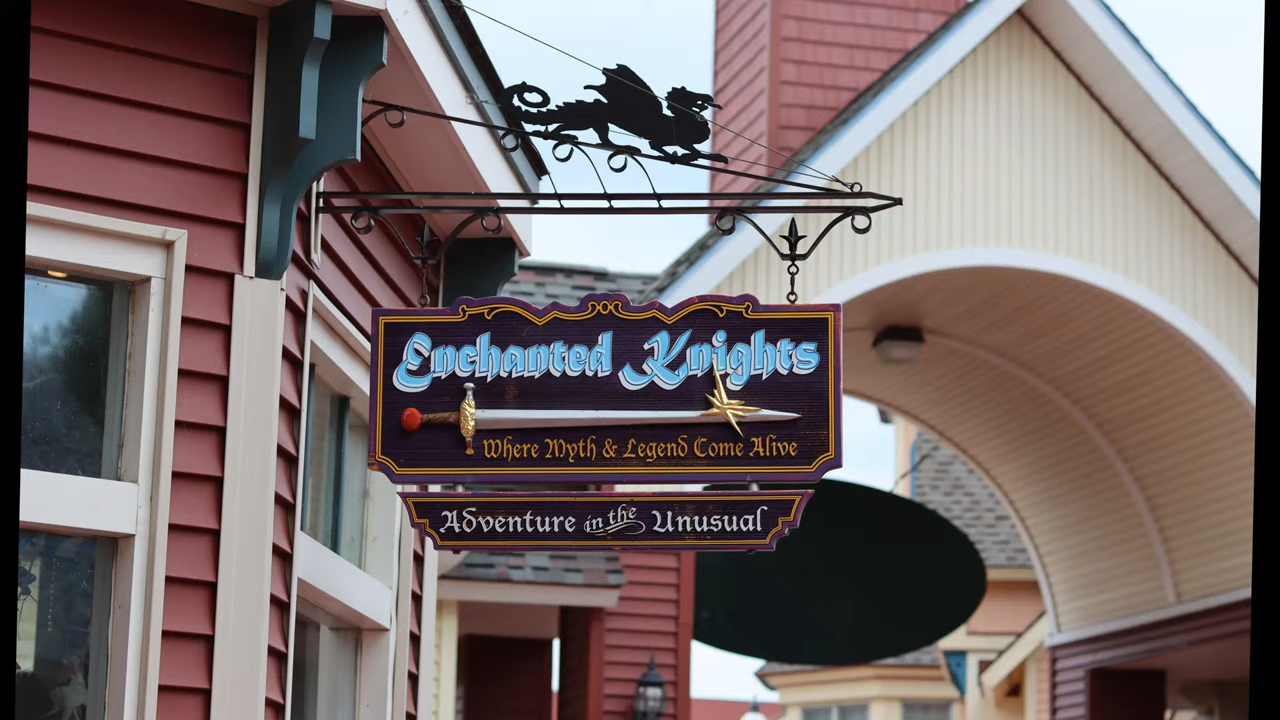 Enchanted Knights
Where Myth & Legend Come Alive
Adventure in the Unusual